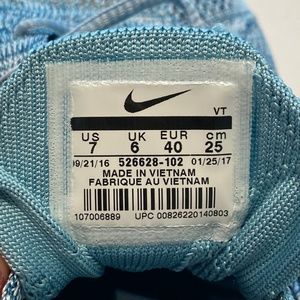 VT
US UK EUR cm
7 6 40 25
09/21/16 526628-102 01/25/17
MADE IN VIETNAM
FABRIQUE AU VIETNAM
107006889 UPC 00826220140803